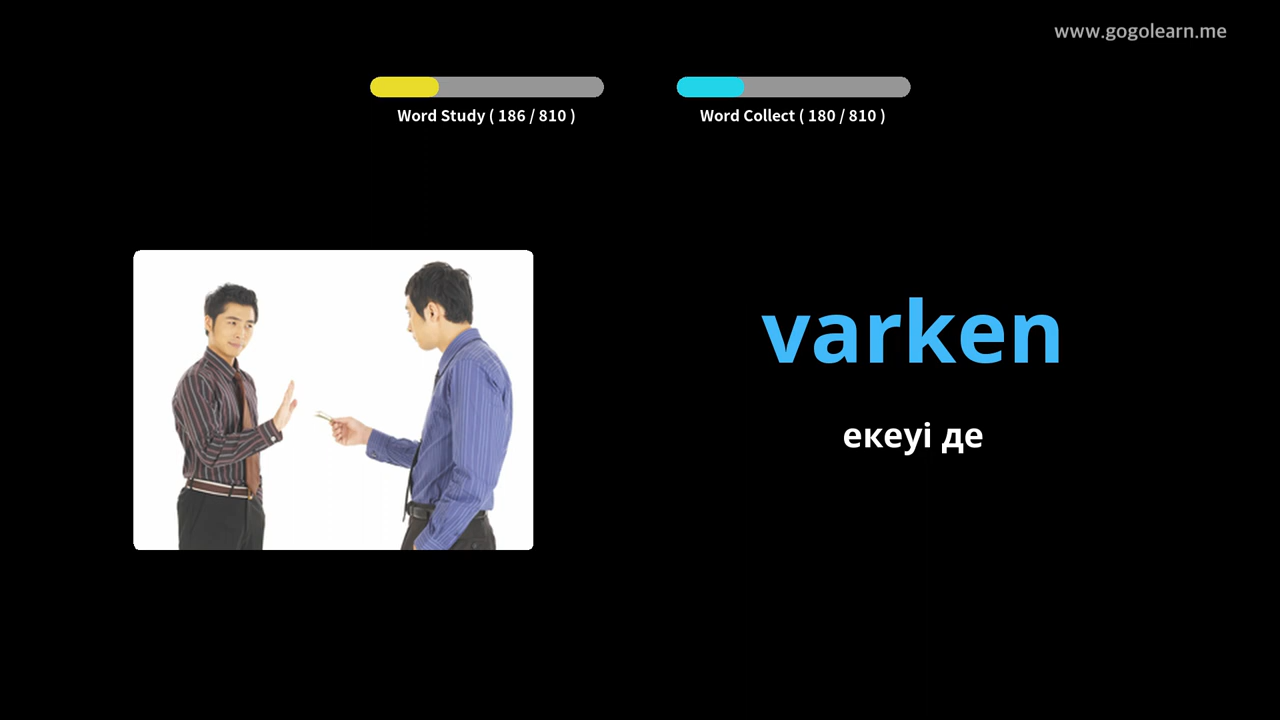 www.gogolearn.me
Word Study ( 186 / 810 )
Word Collect ( 180 / 810 )
varken
екеуі де